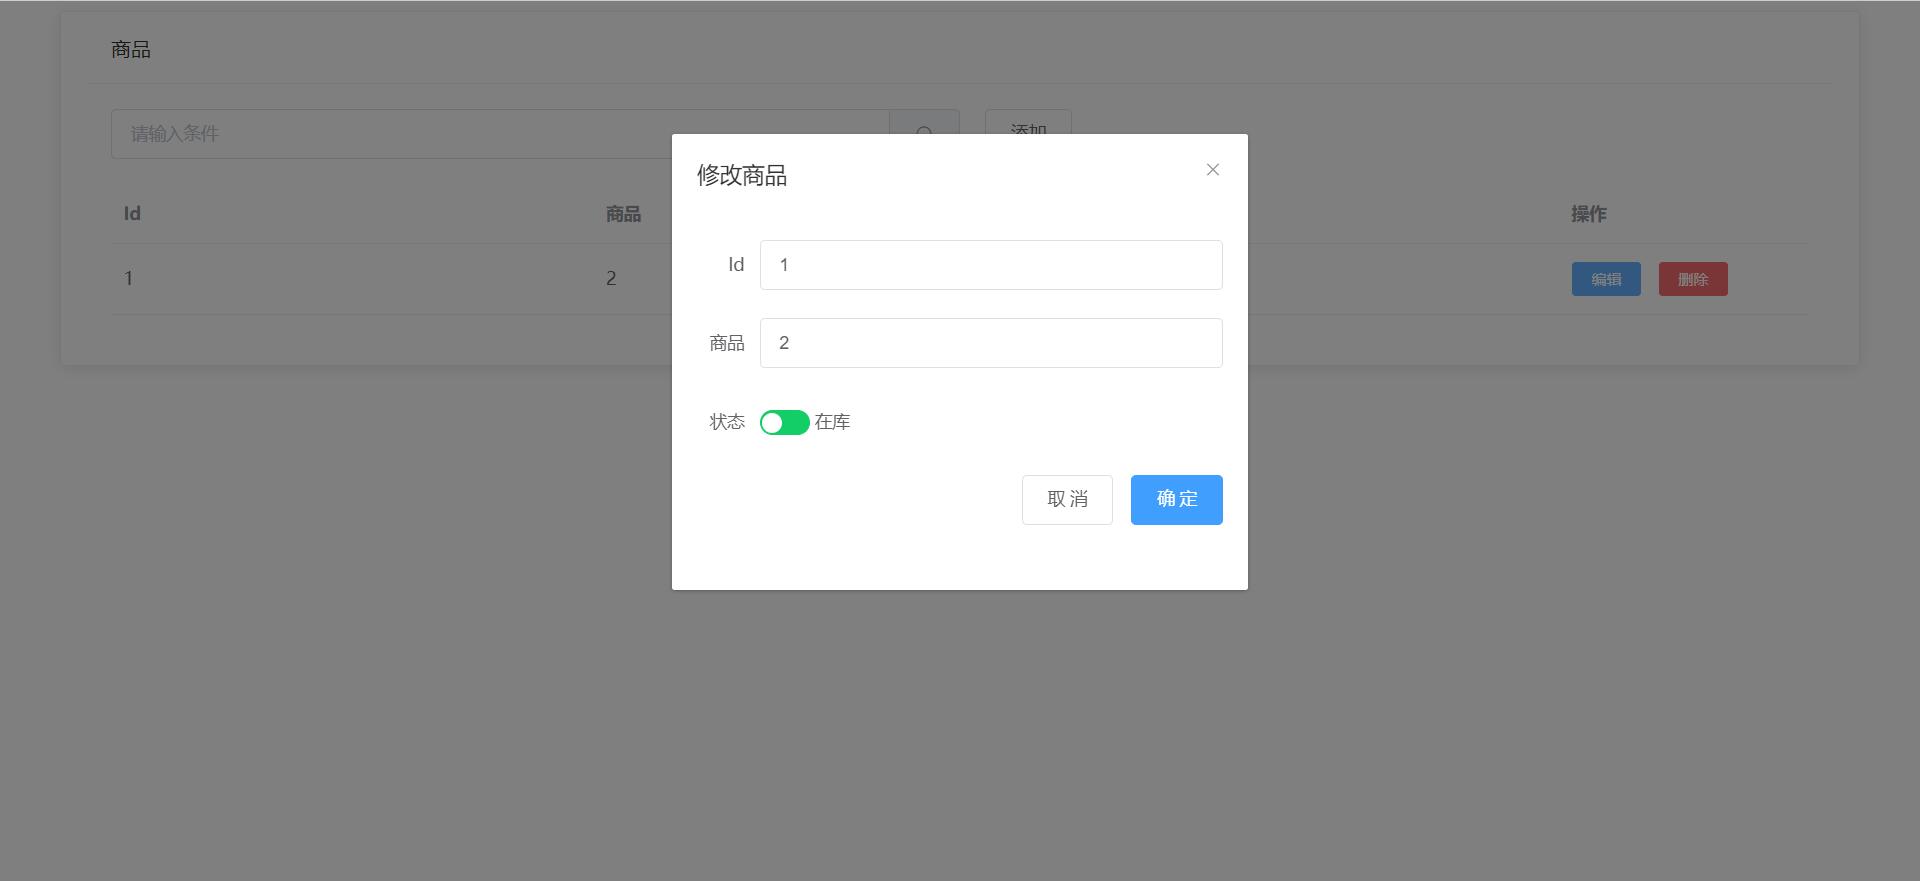 商品
请输入条件
添加
Id 商品 操作
1 2 编辑 删除
修改商品
Id 1
商品 2
状态 在库
取 消 确 定